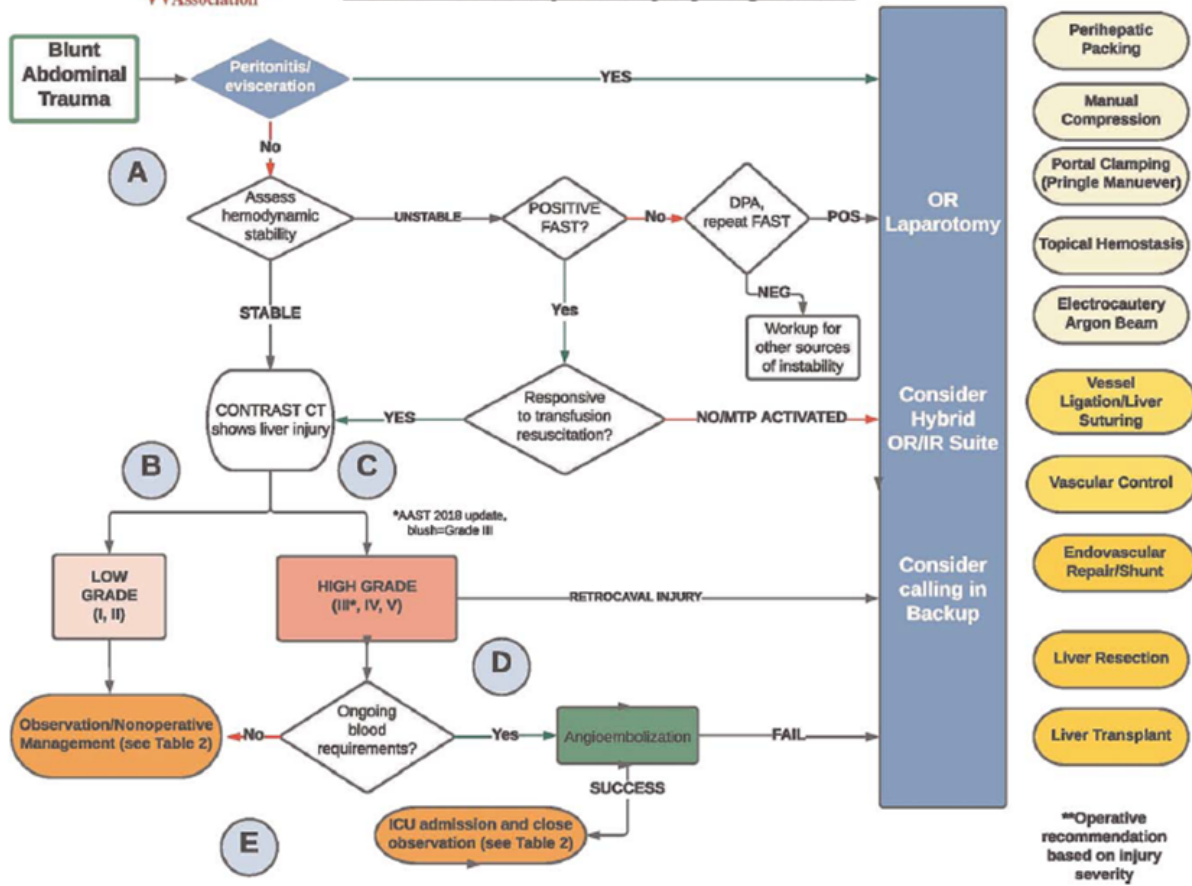 Association
Blunt
Abdominal
Trauma
Peritonitis/
evisceration
YES
No
A
Assess
hemodynamic
stability
UNSTABLE
POSITIVE
FAST?
No
DPA,
repeat FAST
POS
NEG
Workup for
other sources
of instability
STABLE
Yes
CONTRAST CT
shows liver injury
YES
Responsive
to transfusion
resuscitation?
NO/MTP ACTIVATED
B
C
*AAST 2018 update,
blush=Grade III
LOW
GRADE
(I, II)
HIGH GRADE
(III*, IV, V)
RETROCAVAL INJURY
D
Observation/Nonoperative
Management (see Table 2)
No
Ongoing
blood
requirements?
Yes
Angioembolization
FAIL
SUCCESS
ICU admission and close
observation (see Table 2)
E
OR
Laparotomy
Consider
Hybrid
OR/IR Suite
Consider
calling in
Backup
Perihepatic
Packing
Manual
Compression
Portal Clamping
(Pringle Manuever)
Topical Hemostasis
Electrocautery
Argon Beam
Vessel
Ligation/Liver
Suturing
Vascular Control
Endovascular
Repair/Shunt
Liver Resection
Liver Transplant
**Operative
recommendation
based on injury
severity